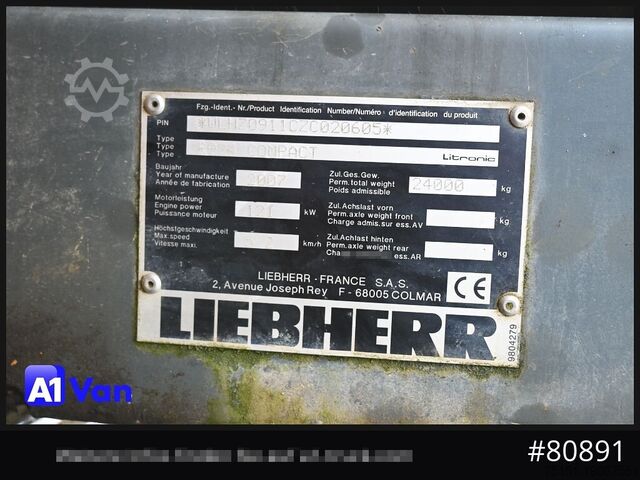 Fzg.-Ident.- Nr./Product Identification Number/Numéro d'identification du produit
PIN *WLHZ0911CZC020605*
Type
Type COMPACT Litronic
Type
Baujahr
Year of manufacture 2007
Année de fabrication
Zul.Ges.Gew.
Perm.total weight 24000 kg
Poids admissible
Motorleistung
Engine power kW
Puissance moteur
Zul.Achslast vorn
Perm.axle weight front kg
Charge admis.sur ess.AV
Höchstgeschwindigkeit
Max.speed km/h
Vitesse maxi.
Zul.Achslast hinten
Perm.axle weight rear kg
ess.AR
LIEBHERR - FRANCE S.A.S.
2, Avenue Joseph Rey F - 68005 COLMAR
CE
LIEBHERR
9804279
A1 Van
#80891